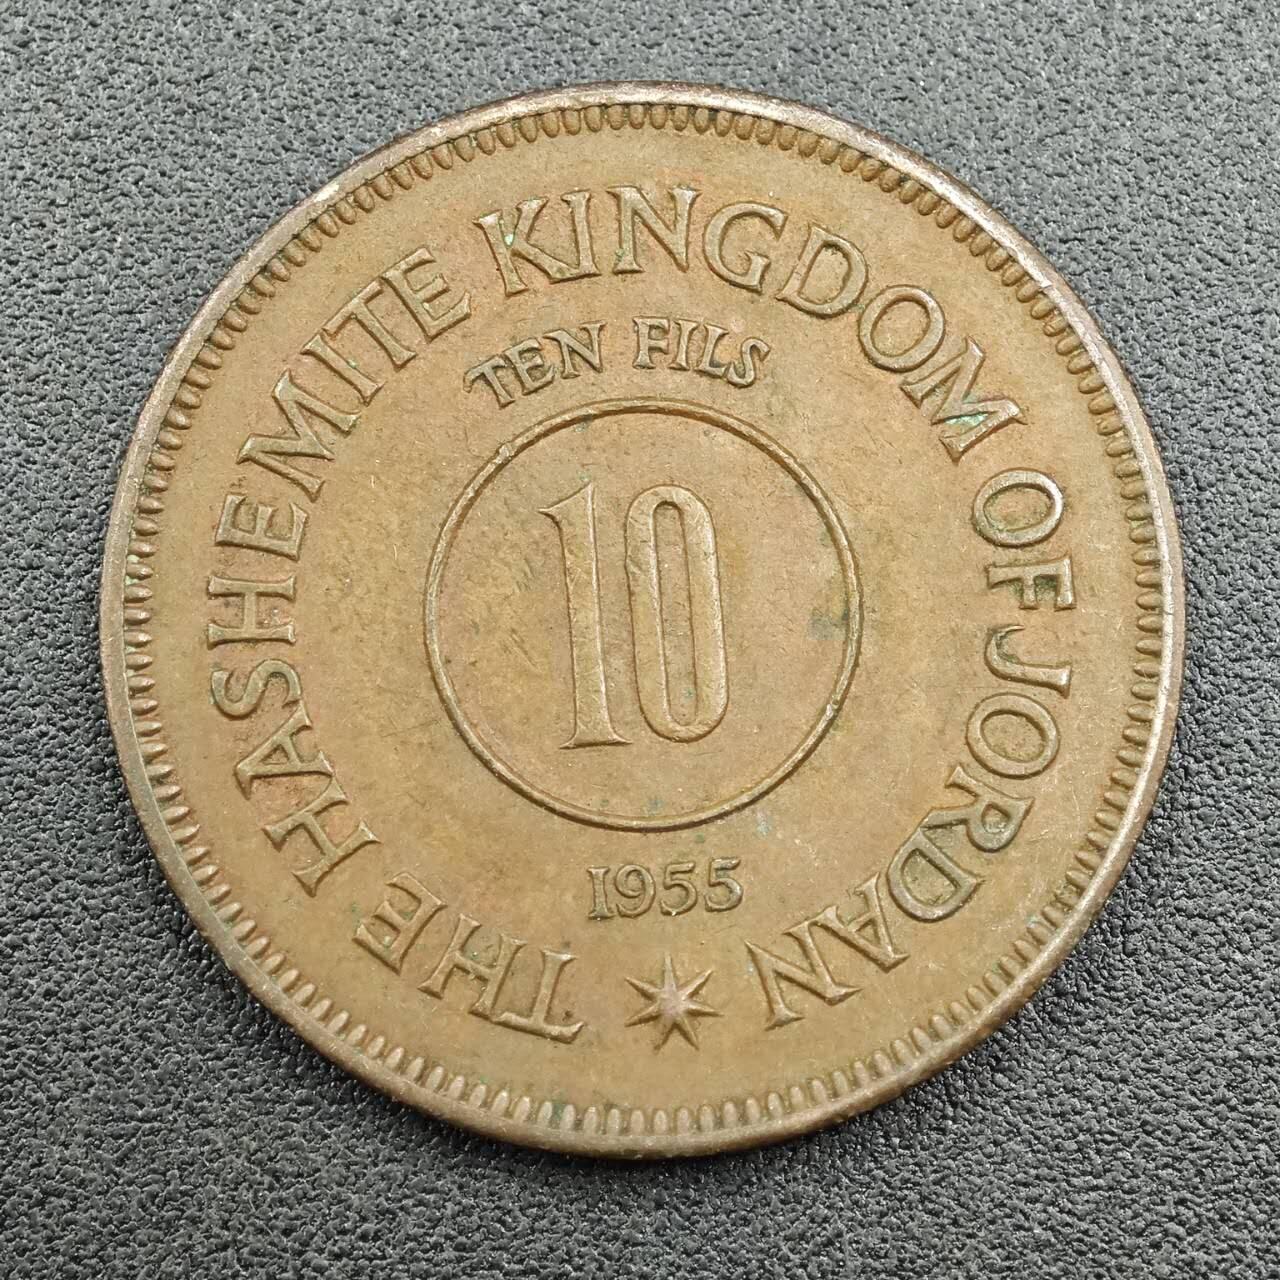 THE HASHEMITE KINGDOM OF JORDAN
TEN FILS
10
1955